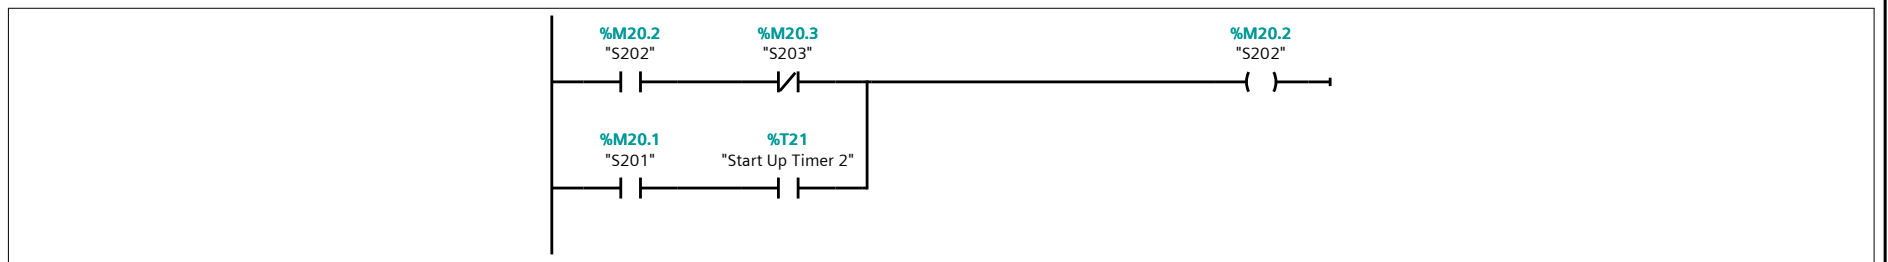 %M20.2 %M20.3 %M20.2
"S202" "S203" "S202"
%M20.1 %T21
"S201" "Start Up Timer 2"